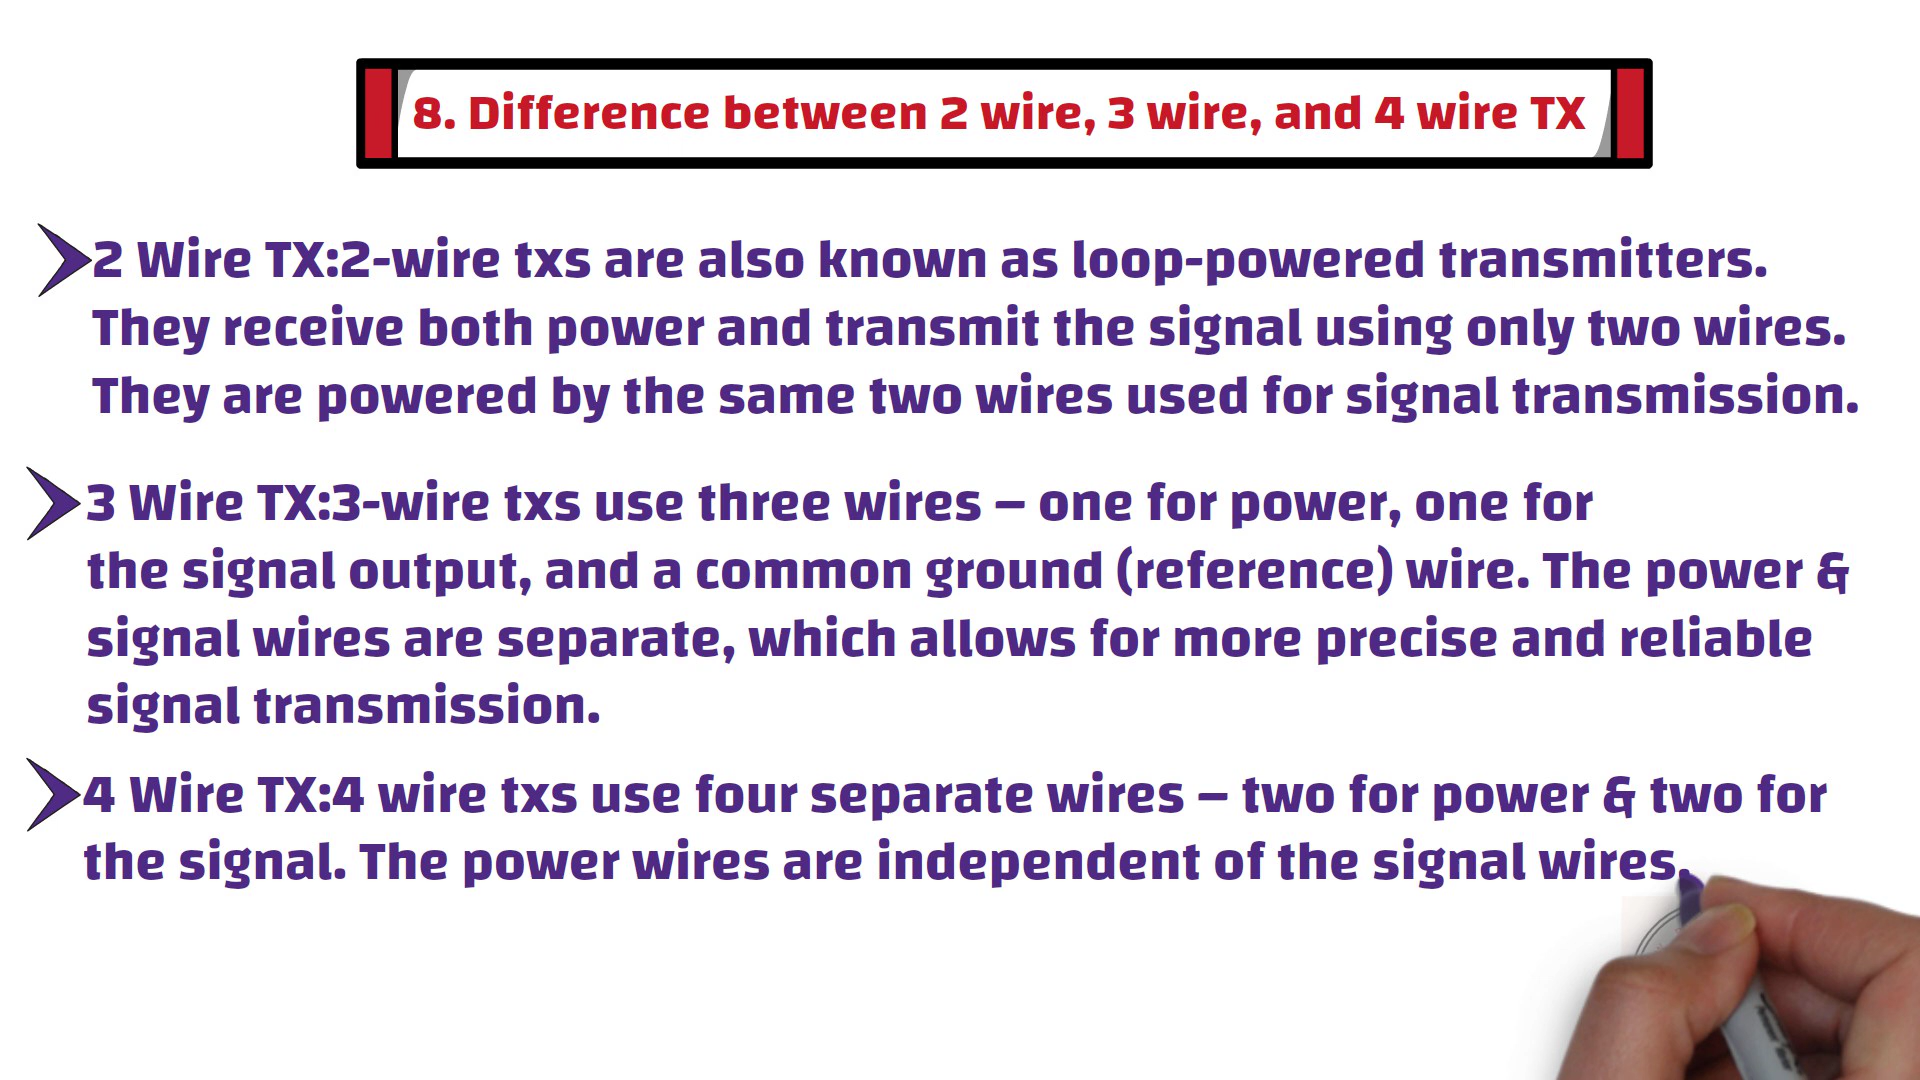 8. Difference between 2 wire, 3 wire, and 4 wire TX
2 Wire TX:2-wire txs are also known as loop-powered transmitters.
They receive both power and transmit the signal using only two wires.
They are powered by the same two wires used for signal transmission.
3 Wire TX:3-wire txs use three wires – one for power, one for
the signal output, and a common ground (reference) wire. The power &
signal wires are separate, which allows for more precise and reliable
signal transmission.
4 Wire TX:4 wire txs use four separate wires – two for power & two for
the signal. The power wires are independent of the signal wires.